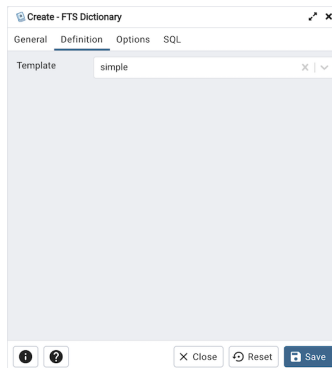 Create - FTS Dictionary
General Definition Options SQL
Template simple
Close Reset Save